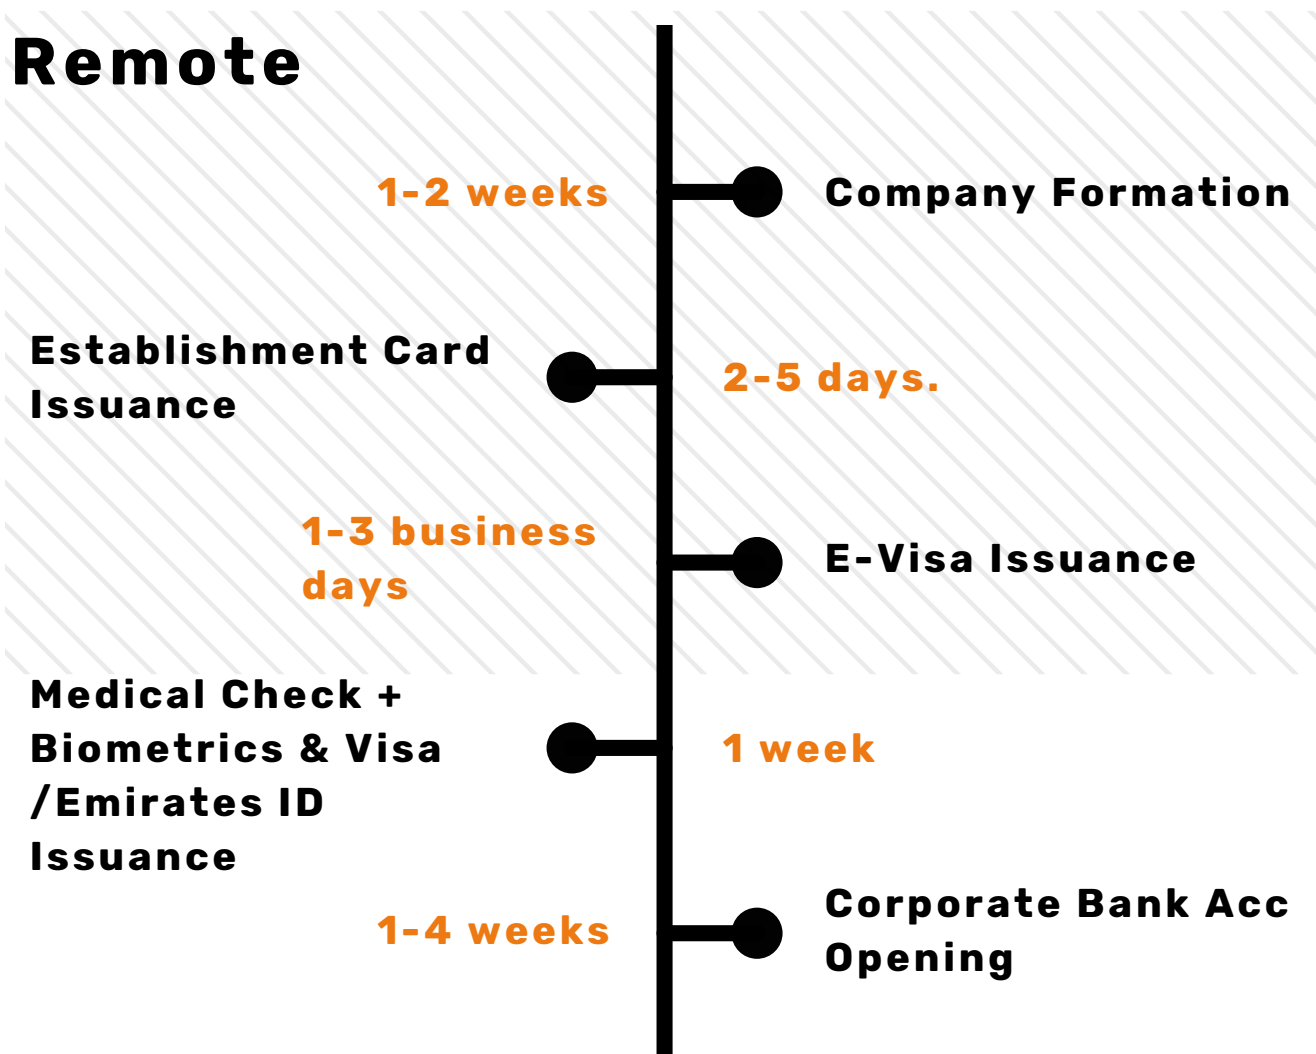 Remote
1-2 weeks
Company Formation
Establishment Card
Issuance
2-5 days.
1-3 business
days
E-Visa Issuance
Medical Check +
Biometrics & Visa
/Emirates ID
Issuance
1 week
1-4 weeks
Corporate Bank Acc
Opening